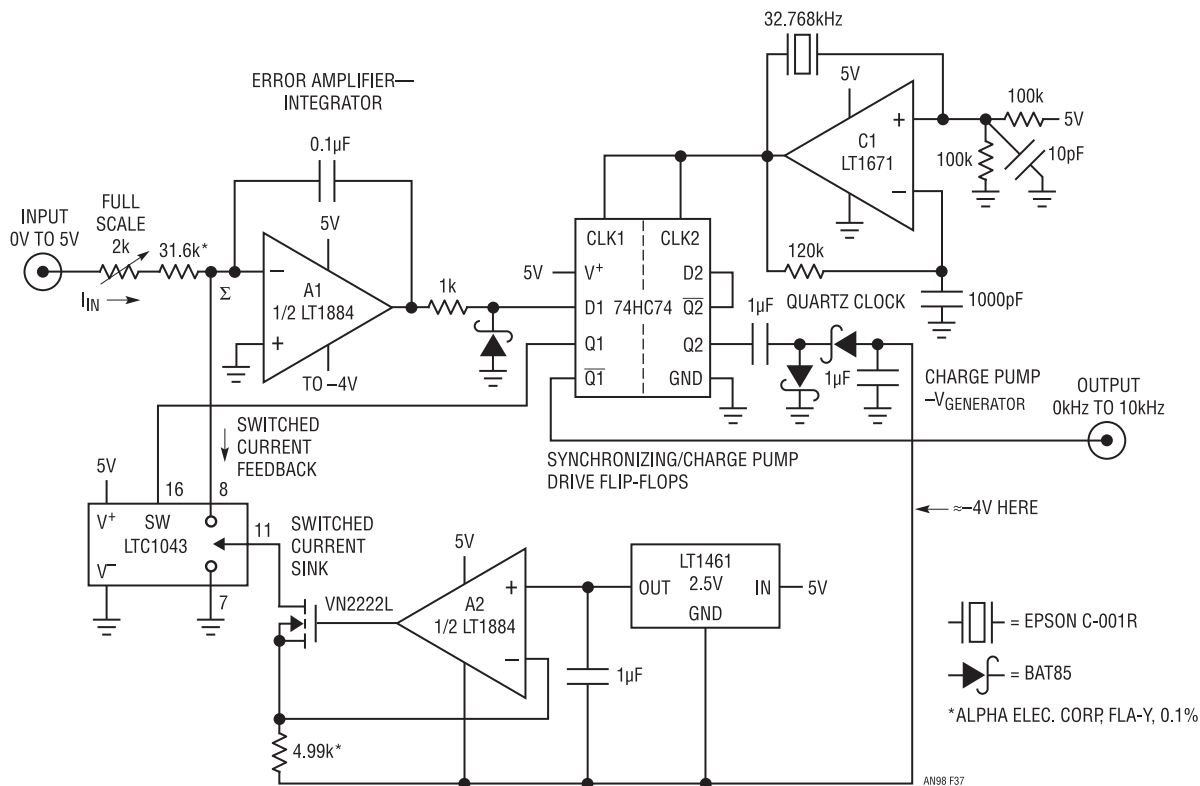 32.768kHz
ERROR AMPLIFIER—
INTEGRATOR
0.1µF
5V
100k
5V
+
C1
LT1671
100k
10pF
–
INPUT
0V TO 5V
FULL
SCALE
2k
31.6k*
5V
I_IN
Σ
–
A1
1/2 LT1884
+
TO –4V
1k
CLK1
CLK2
5V
V+
D2
D1
74HC74
Q2̅
Q1
Q2
Q1̅
GND
120k
QUARTZ CLOCK
1000pF
1µF
1µF
CHARGE PUMP
–V_GENERATOR
OUTPUT
0kHz TO 10kHz
SWITCHED
CURRENT
FEEDBACK
SYNCHRONIZING/CHARGE PUMP
DRIVE FLIP-FLOPS
≈–4V HERE
5V
16
8
V+
SW
LTC1043
V–
11
7
SWITCHED
CURRENT
SINK
VN2222L
5V
+
A2
1/2 LT1884
–
1µF
LT1461
2.5V
OUT
IN
GND
5V
4.99k*
= EPSON C-001R
= BAT85
*ALPHA ELEC. CORP, FLA-Y, 0.1%
AN98 F37